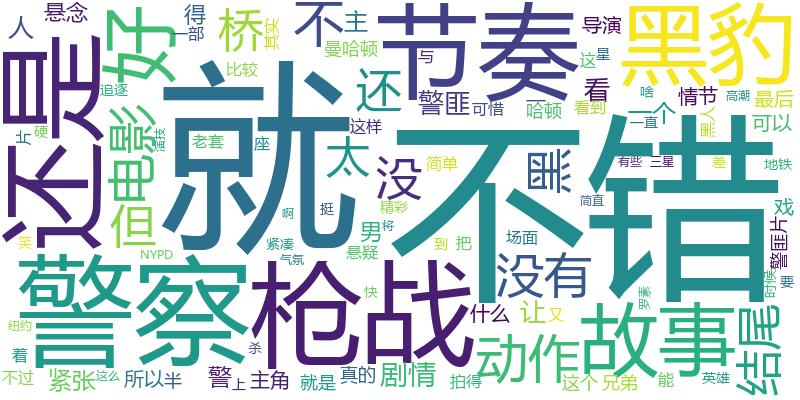 人
悬念
好
得
一部
桥
其实
不
主
曼哈顿
节奏
导演
黑豹
还是
追逐
比较
还
警匪
与
可惜
看
这
星
看到
啥
情节
高潮
最后
片
硬
电影
演技
老套
座
这样
太
没
简单
哈顿
黑
一个
一直
黑人
可以
就
不错
有些
三星
差
地铁
但
笑
NYPD
啊
挺
精彩
将
简直
戏
警匪片
紧凑
气氛
男
悬疑
到
把
场面
没有
时候
要
警察
枪战
快
罗素
纽约
着
杀
什么
让
又
故事
结尾
不过
紧张
这么
所以
半
警
上
主角
就是
真的
剧情
拍得
动作
这个
兄弟
能
英雄